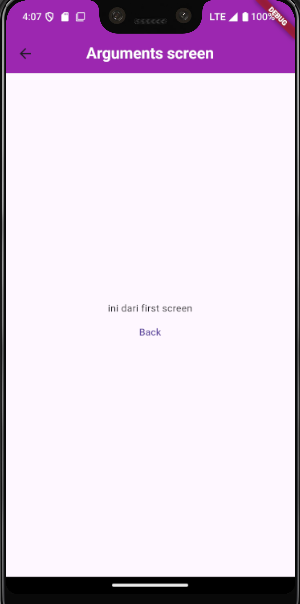 4:07
LTE 100%
DEBUG
Arguments screen
ini dari first screen
Back